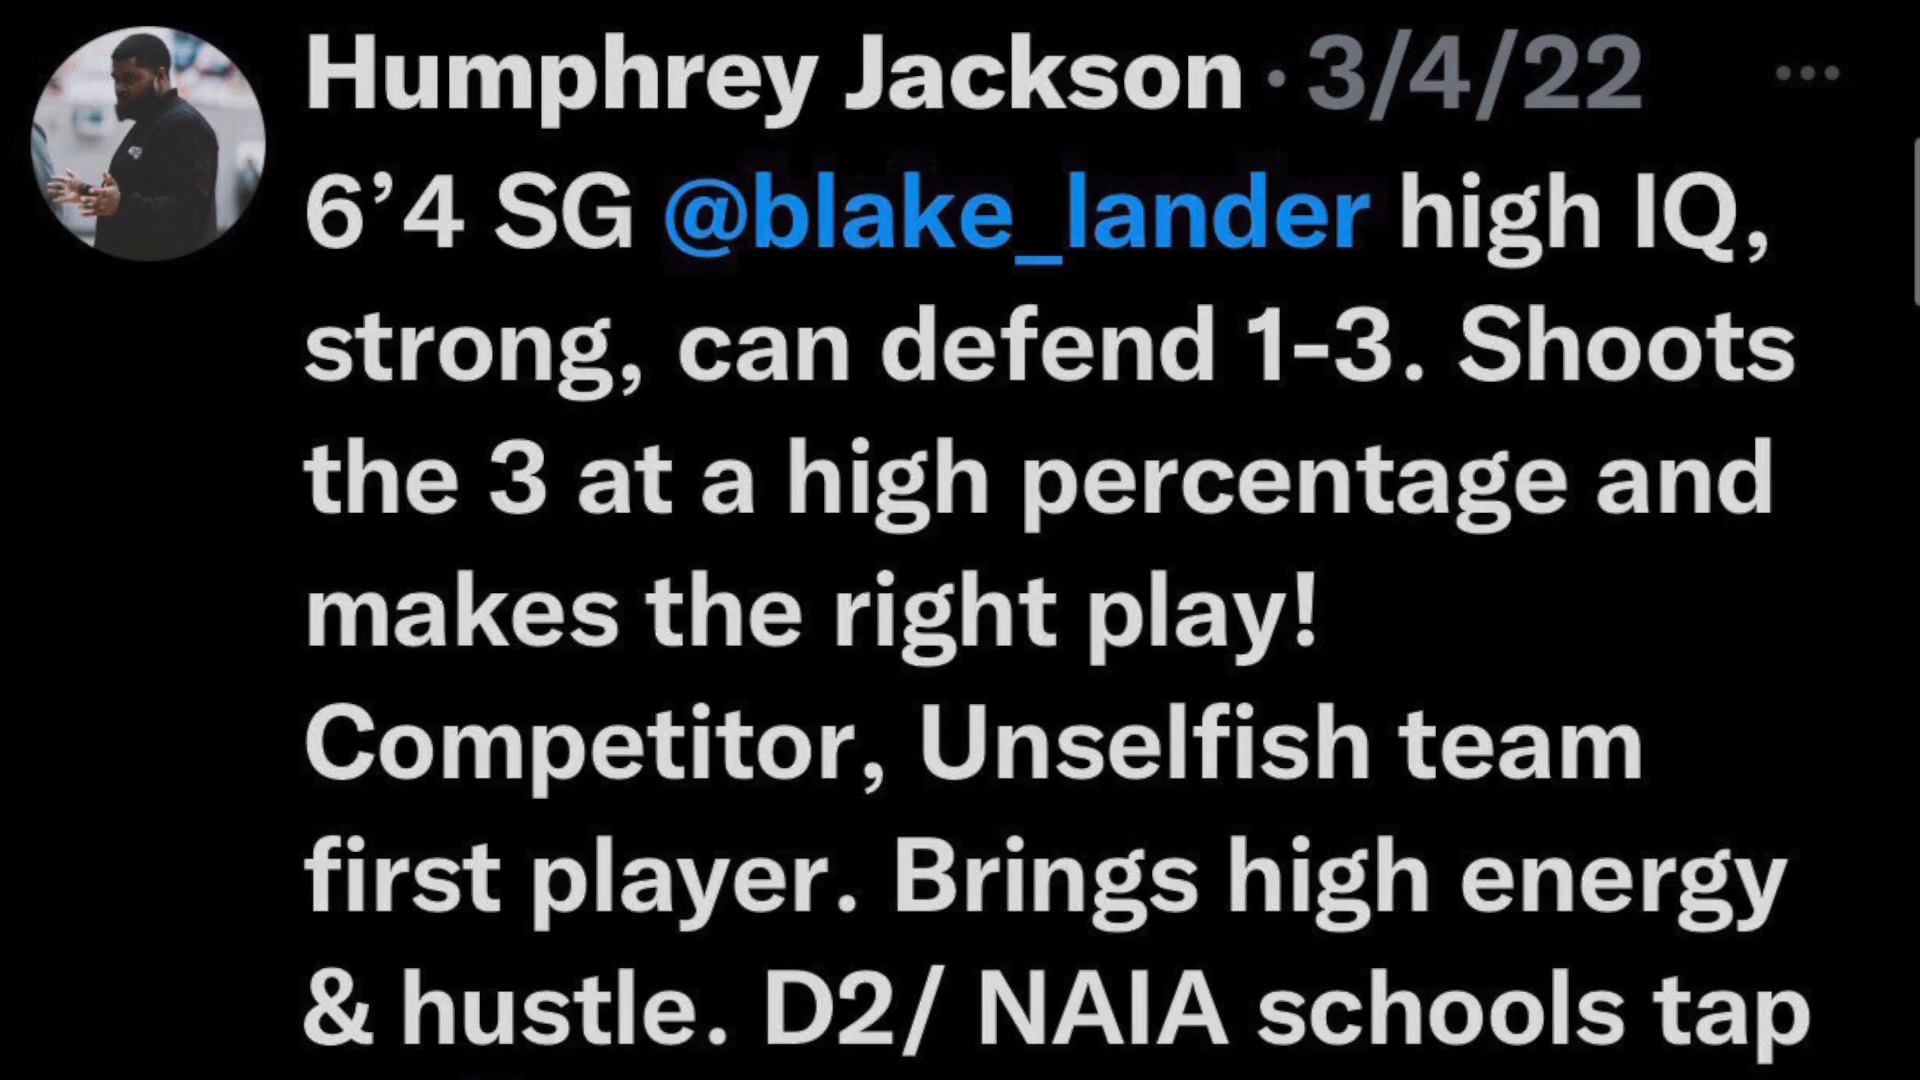 Humphrey Jackson · 3/4/22 ...
6’4 SG @blake_lander high IQ,
strong, can defend 1-3. Shoots
the 3 at a high percentage and
makes the right play!
Competitor, Unselfish team
first player. Brings high energy
& hustle. D2/ NAIA schools tap